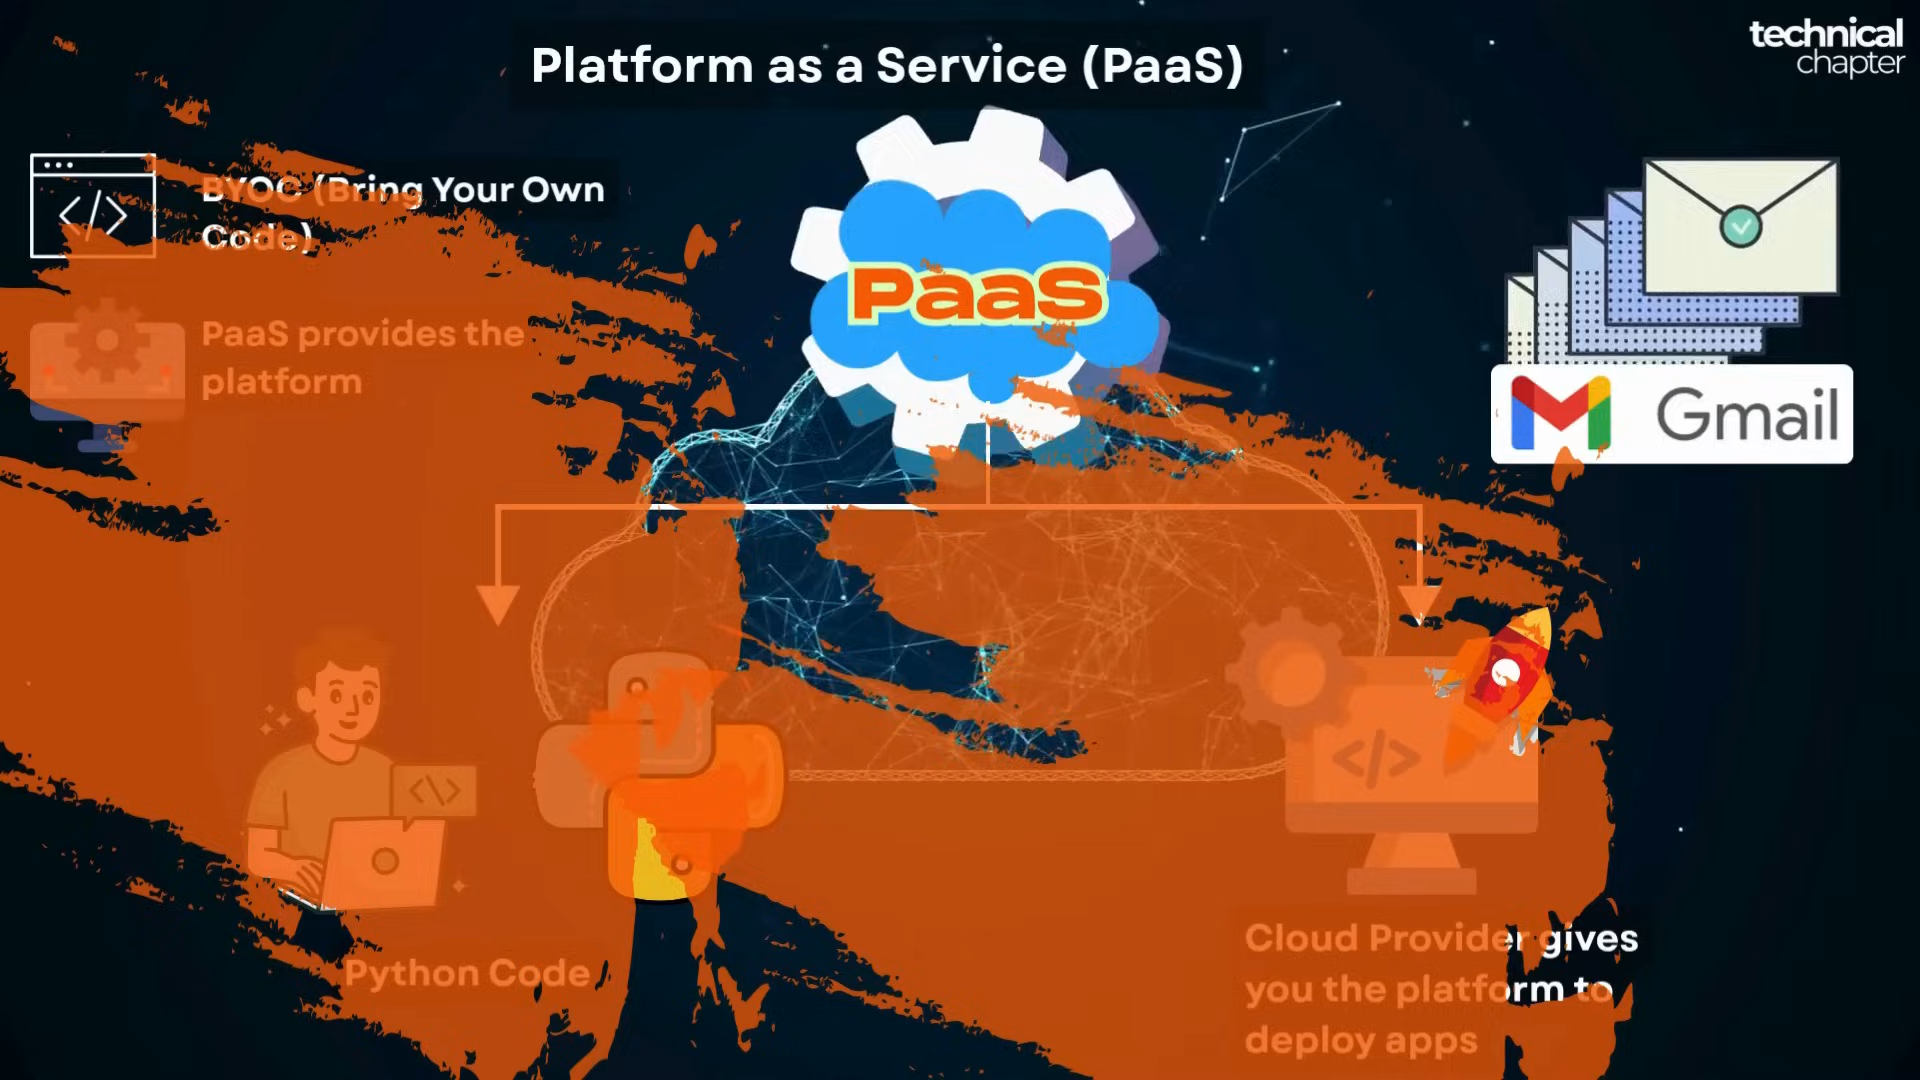 Platform as a Service (PaaS)
technical
chapter
BYOC (Bring Your Own
Code)
PaaS provides the
platform
PaaS
Gmail
Python Code
Cloud Provider gives
you the platform to
deploy apps